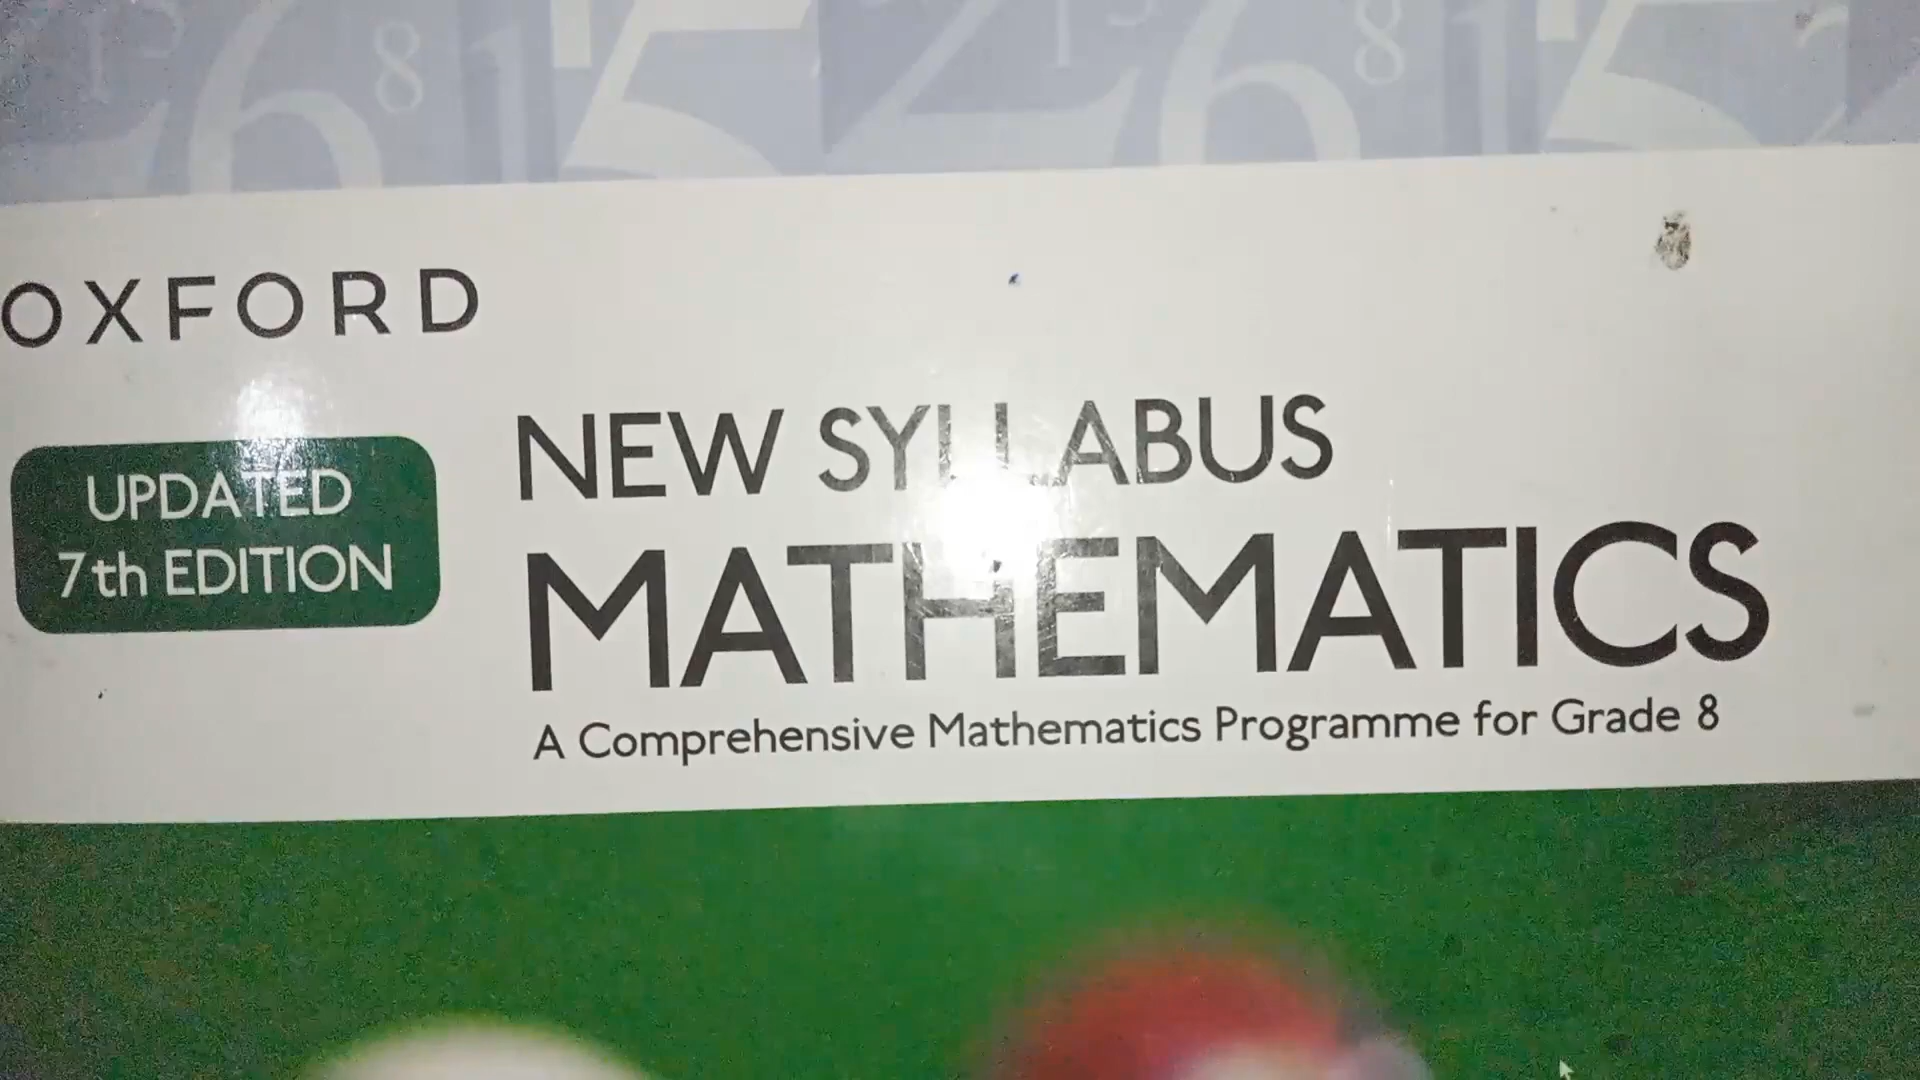 OXFORD
UPDATED
7th EDITION
NEW SYLLABUS
MATHEMATICS
A Comprehensive Mathematics Programme for Grade 8